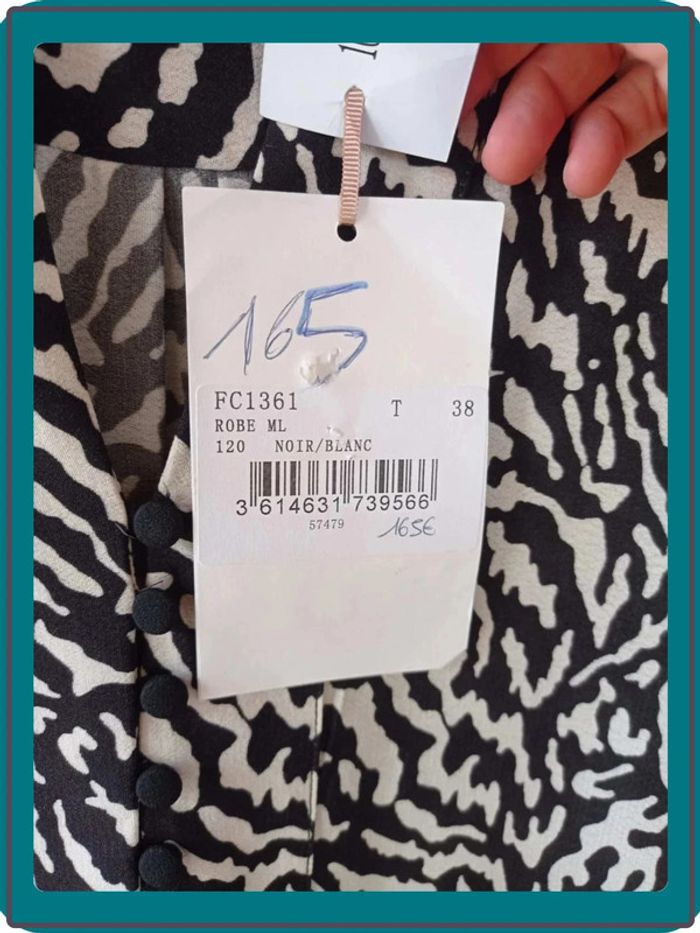 165
FC1361 T 38
ROBE ML
120 NOIR/BLANC
3 614631 739566
57479 165€